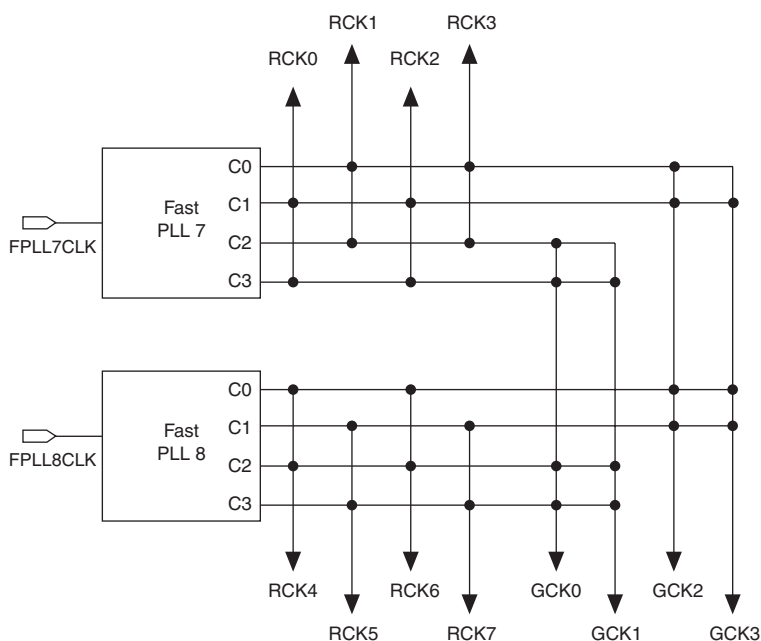 RCK1
RCK3
RCK0
RCK2
C0
C1
Fast
PLL 7
C2
FPLL7CLK
C3
C0
C1
Fast
PLL 8
C2
FPLL8CLK
C3
RCK4
RCK6
GCK0
GCK2
RCK5
RCK7
GCK1
GCK3